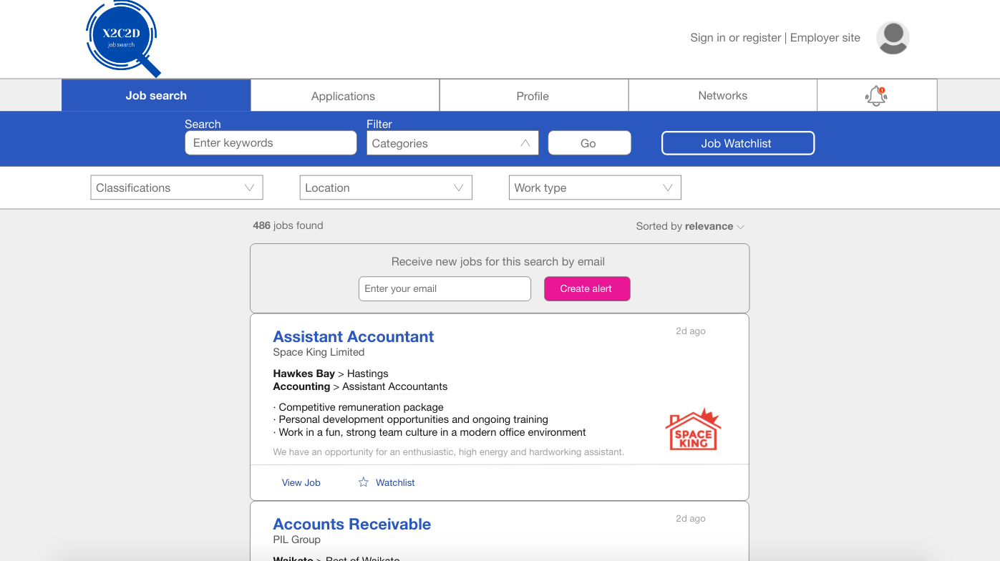 X2C2D
job search
Sign in or register | Employer site
Job search
Applications
Profile
Networks
Search
Filter
Enter keywords
Categories
Go
Job Watchlist
Classifications
Location
Work type
486 jobs found
Sorted by relevance
Receive new jobs for this search by email
Enter your email
Create alert
Assistant Accountant
2d ago
Space King Limited
Hawkes Bay > Hastings
Accounting > Assistant Accountants
· Competitive remuneration package
· Personal development opportunities and ongoing training
· Work in a fun, strong team culture in a modern office environment
SPACE
KING
We have an opportunity for an enthusiastic, high energy and hardworking assistant.
View Job
Watchlist
Accounts Receivable
2d ago
PIL Group
Waikato > Rest of Waikato